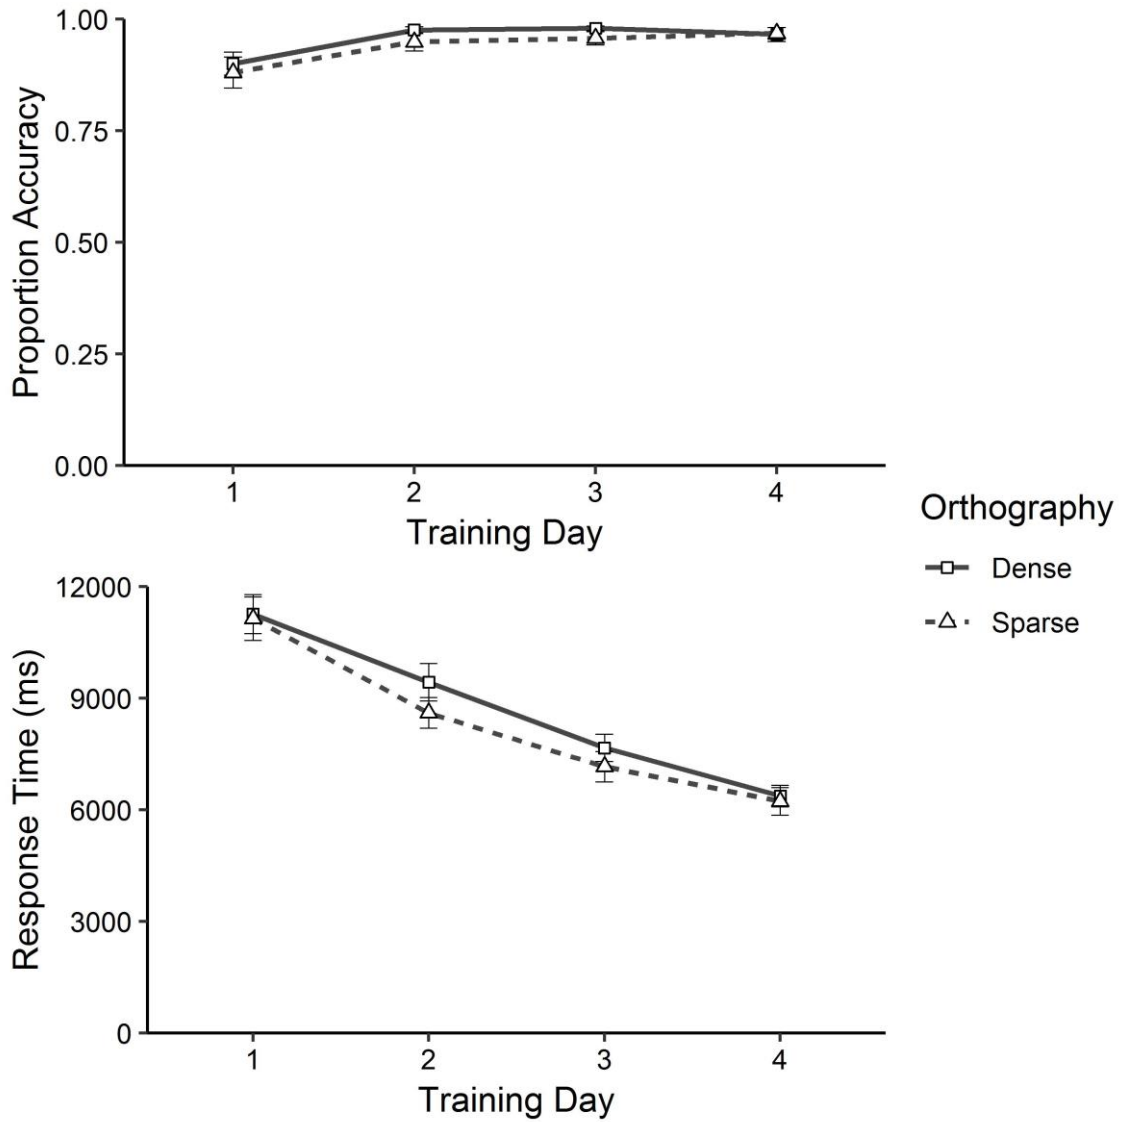 1.00
0.75
0.50
0.25
0.00
Proportion Accuracy
1 2 3 4
Training Day
Orthography
Dense
Sparse
12000
9000
6000
3000
0
Response Time (ms)
1 2 3 4
Training Day